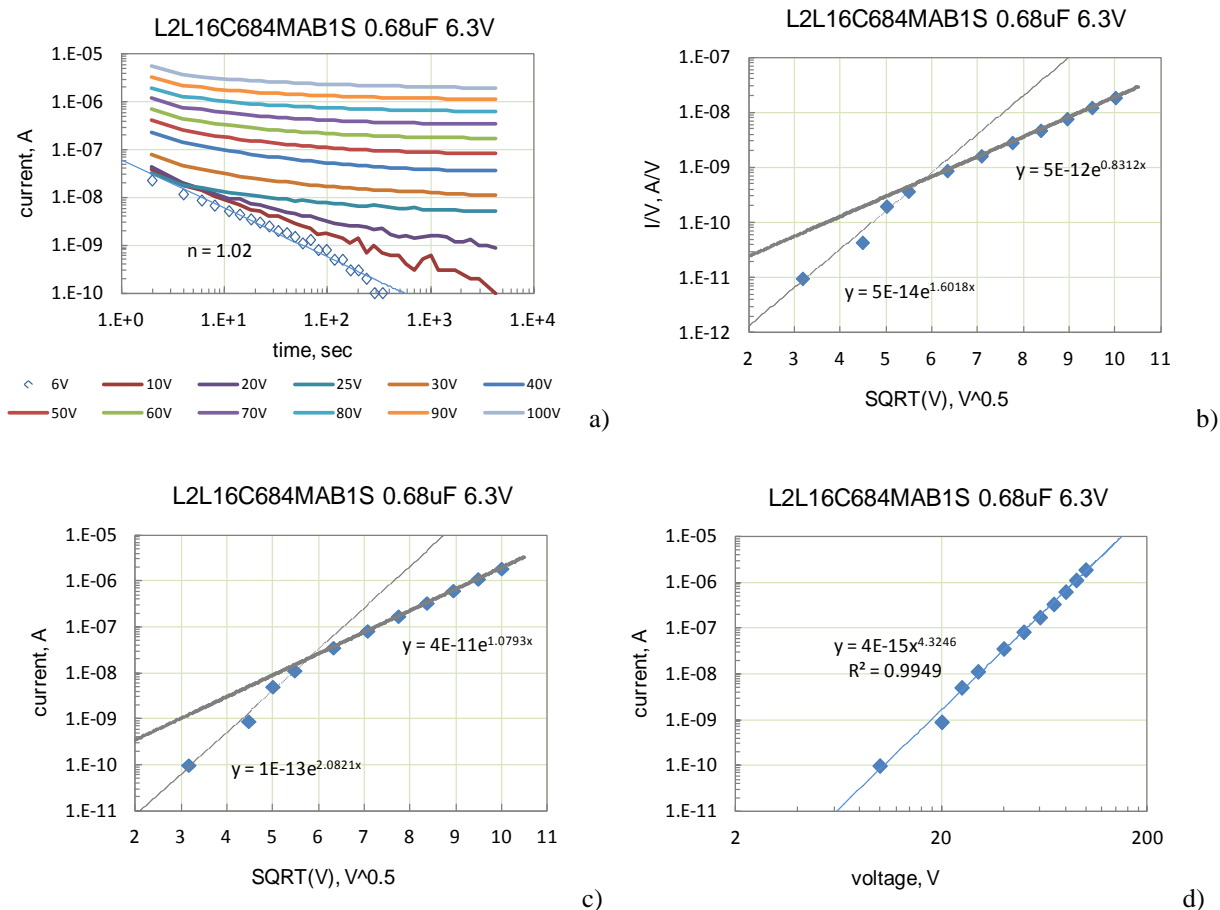 L2L16C684MAB1S 0.68uF 6.3V
1.E-05
1.E-06
1.E-07
1.E-08
1.E-09
1.E-10
current, A
n = 1.02
1.E+0 1.E+1 1.E+2 1.E+3 1.E+4
time, sec
6V 10V 20V 25V 30V 40V
50V 60V 70V 80V 90V 100V
a)
L2L16C684MAB1S 0.68uF 6.3V
1.E-07
1.E-08
1.E-09
1.E-10
1.E-11
1.E-12
I/V, A/V
y = 5E-12e^0.8312x
y = 5E-14e^1.6018x
2 3 4 5 6 7 8 9 10 11
SQRT(V), V^0.5
b)
L2L16C684MAB1S 0.68uF 6.3V
1.E-05
1.E-06
1.E-07
1.E-08
1.E-09
1.E-10
1.E-11
current, A
y = 4E-11e^1.0793x
y = 1E-13e^2.0821x
2 3 4 5 6 7 8 9 10 11
SQRT(V), V^0.5
c)
L2L16C684MAB1S 0.68uF 6.3V
1.E-05
1.E-06
1.E-07
1.E-08
1.E-09
1.E-10
1.E-11
current, A
y = 4E-15x^4.3246
R² = 0.9949
2 20 200
voltage, V
d)